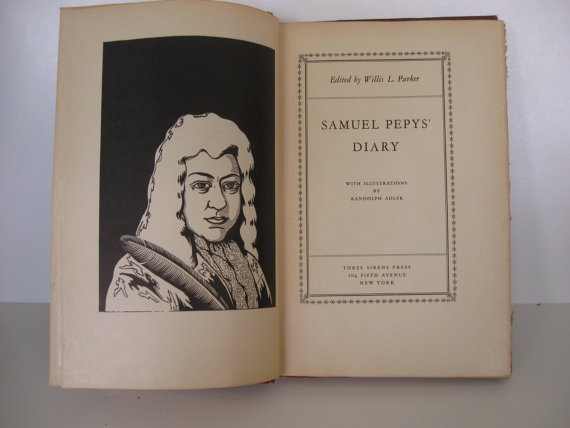 Edited by Willis L. Parker
SAMUEL PEPYS'
DIARY
WITH ILLUSTRATIONS
BY
RANDOLPH ADLER
THREE SIRENS PRESS
104 FIFTH AVENUE
NEW YORK